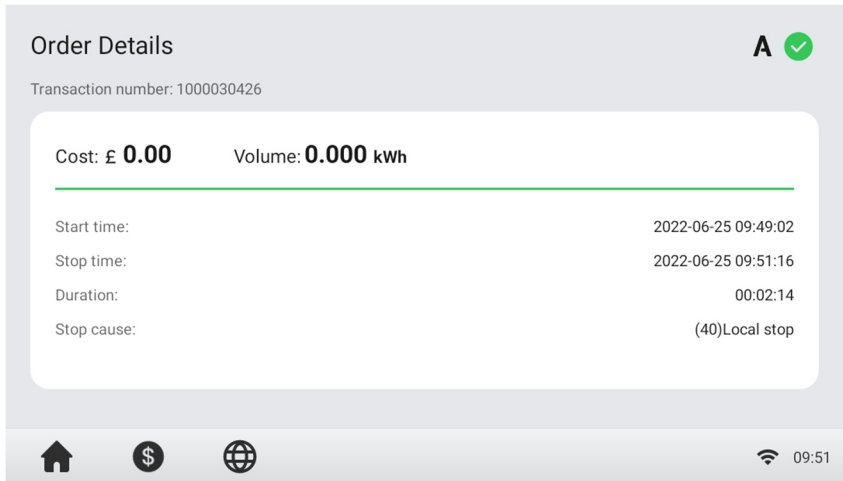 Order Details A
Transaction number: 1000030426
Cost: £ 0.00 Volume: 0.000 kWh
Start time: 2022-06-25 09:49:02
Stop time: 2022-06-25 09:51:16
Duration: 00:02:14
Stop cause: (40)Local stop
$ 09:51